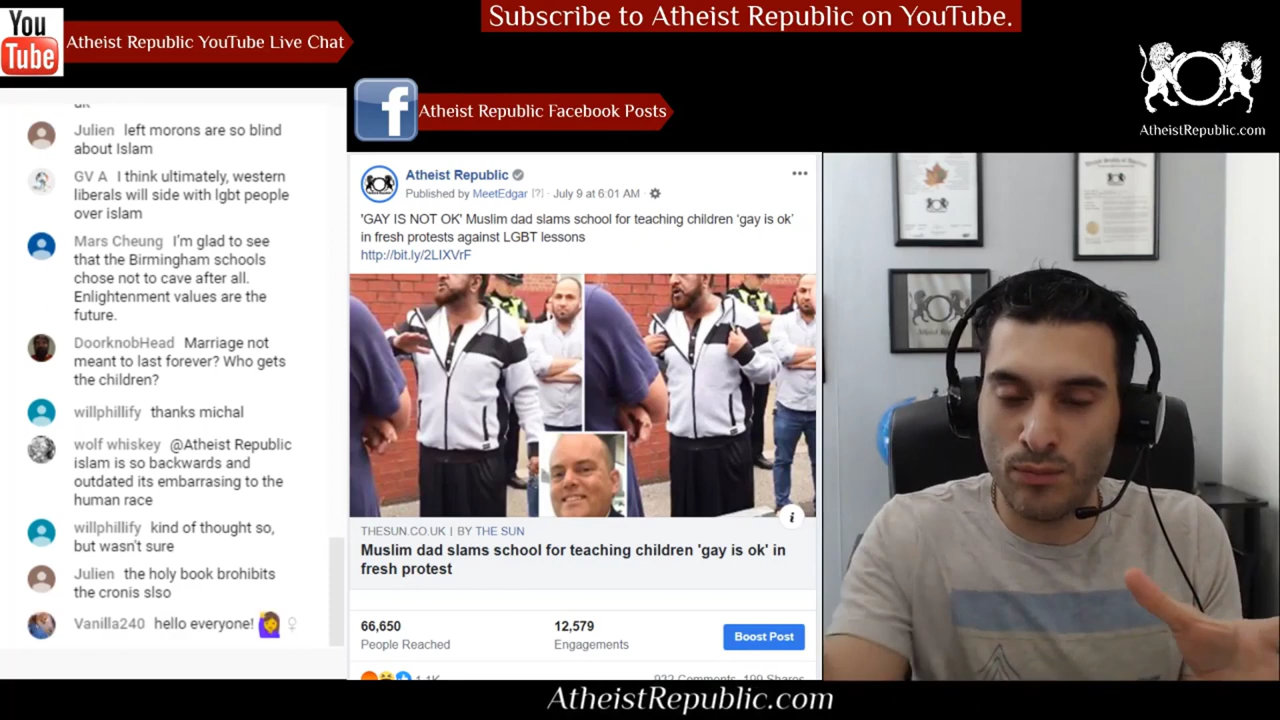 Subscribe to Atheist Republic on YouTube.
You
Tube
Atheist Republic YouTube Live Chat
Atheist Republic Facebook Posts
AtheistRepublic.com
Julien left morons are so blind
about Islam
GV A I think ultimately, western
liberals will side with lgbt people
over islam
Mars Cheung I'm glad to see
that the Birmingham schools
chose not to cave after all.
Enlightenment values are the
future.
DoorknobHead Marriage not
meant to last forever? Who gets
the children?
willphillify thanks michal
wolf whiskey @Atheist Republic
islam is so backwards and
outdated its embarrasing to the
human race
willphillify kind of thought so,
but wasn't sure
Julien the holy book brohibits
the cronis slso
Vanilla240 hello everyone!
Atheist Republic
Published by MeetEdgar [?] · July 9 at 6:01 AM ·
'GAY IS NOT OK' Muslim dad slams school for teaching children 'gay is ok'
in fresh protests against LGBT lessons
http://bit.ly/2LIXVrF
THESUN.CO.UK | BY THE SUN
Muslim dad slams school for teaching children 'gay is ok' in
fresh protest
66,650
People Reached
12,579
Engagements
Boost Post
1.1K
932 Comments 199 Shares
AtheistRepublic.com